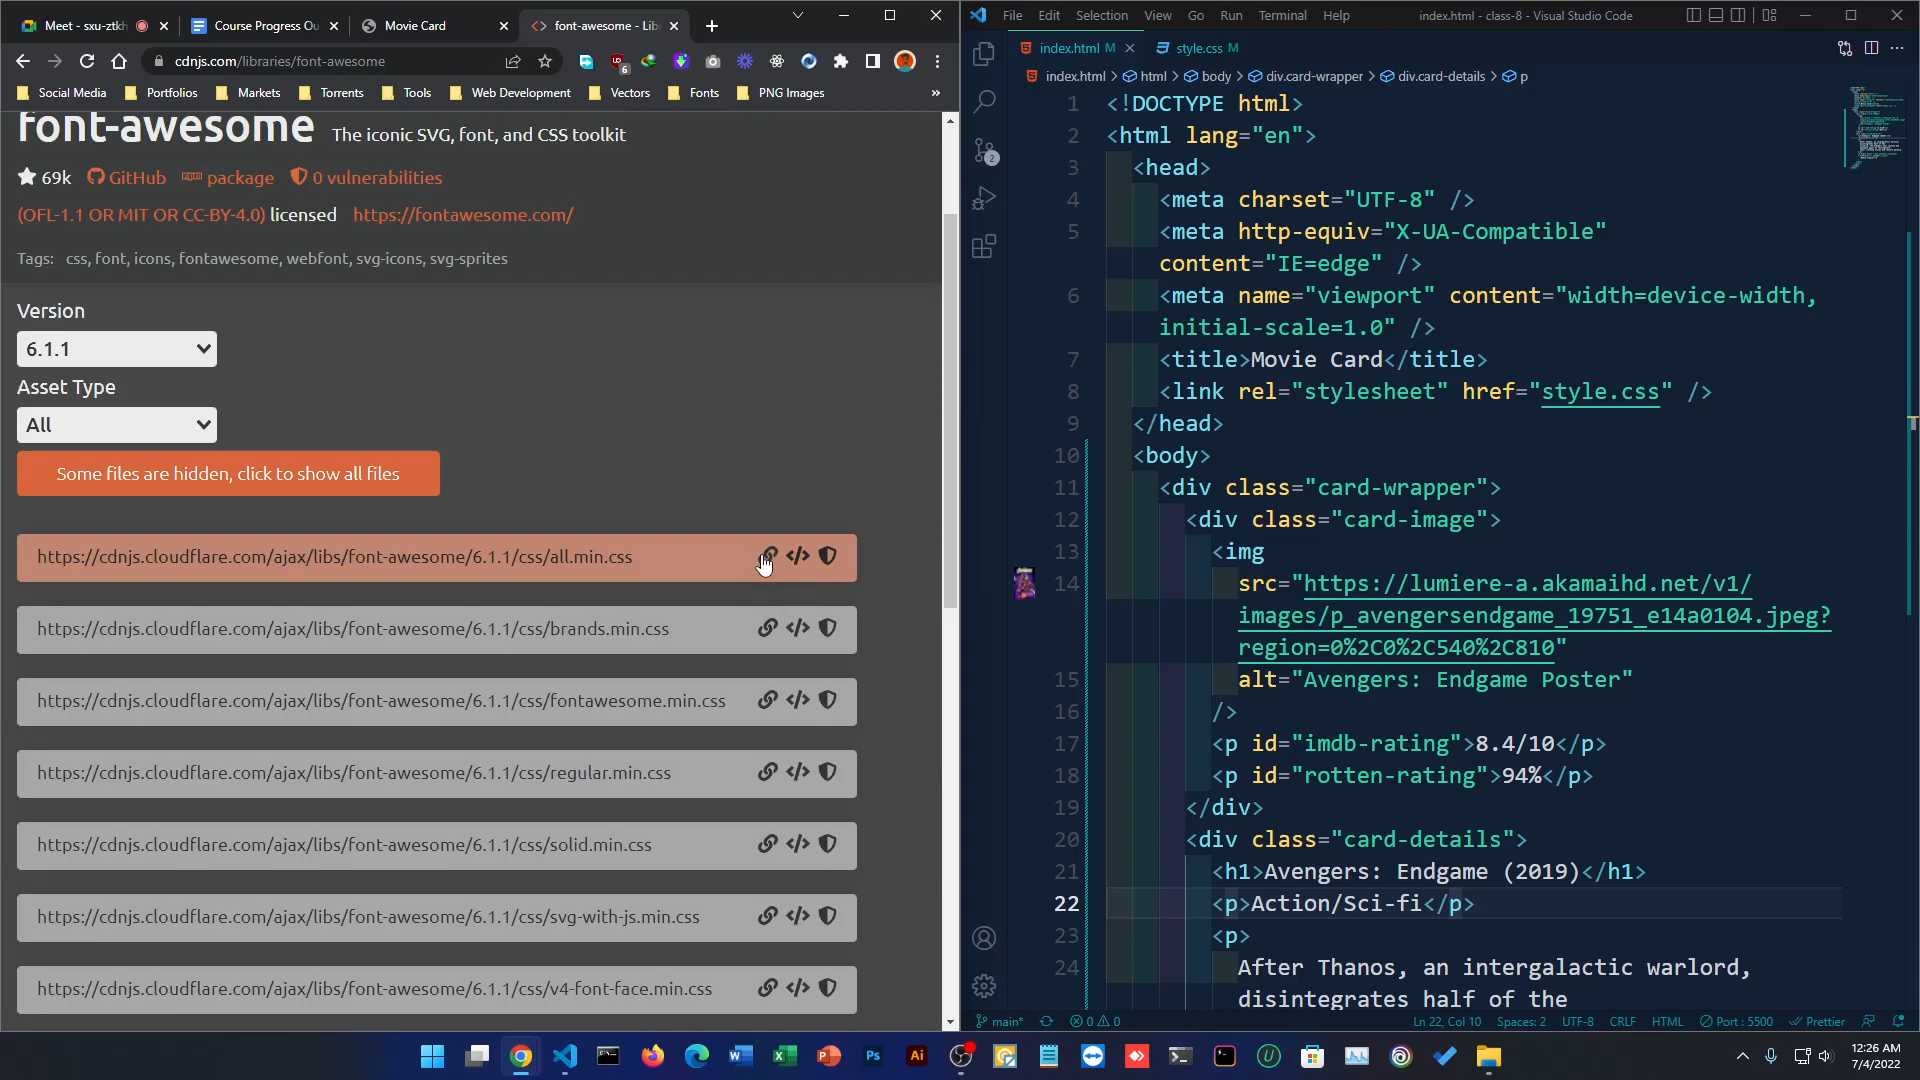 Meet - sxu-ztkh
Course Progress Ou
Movie Card
font-awesome - Lib
cdnjs.com/libraries/font-awesome
6
Social Media
Portfolios
Markets
Torrents
Tools
Web Development
Vectors
Fonts
PNG Images
»
font-awesome The iconic SVG, font, and CSS toolkit
69k GitHub package 0 vulnerabilities
(OFL-1.1 OR MIT OR CC-BY-4.0) licensed https://fontawesome.com/
Tags: css, font, icons, fontawesome, webfont, svg-icons, svg-sprites
Version
6.1.1
Asset Type
All
Some files are hidden, click to show all files
https://cdnjs.cloudflare.com/ajax/libs/font-awesome/6.1.1/css/all.min.css
https://cdnjs.cloudflare.com/ajax/libs/font-awesome/6.1.1/css/brands.min.css
https://cdnjs.cloudflare.com/ajax/libs/font-awesome/6.1.1/css/fontawesome.min.css
https://cdnjs.cloudflare.com/ajax/libs/font-awesome/6.1.1/css/regular.min.css
https://cdnjs.cloudflare.com/ajax/libs/font-awesome/6.1.1/css/solid.min.css
https://cdnjs.cloudflare.com/ajax/libs/font-awesome/6.1.1/css/svg-with-js.min.css
https://cdnjs.cloudflare.com/ajax/libs/font-awesome/6.1.1/css/v4-font-face.min.css
File Edit Selection View Go Run Terminal Help
index.html - class-8 - Visual Studio Code
index.html M
style.css M
index.html > html > body > div.card-wrapper > div.card-details > p
2
1 <!DOCTYPE html>
2 <html lang="en">
3 <head>
4 <meta charset="UTF-8" />
5 <meta http-equiv="X-UA-Compatible"
content="IE=edge" />
6 <meta name="viewport" content="width=device-width,
initial-scale=1.0" />
7 <title>Movie Card</title>
8 <link rel="stylesheet" href="style.css" />
9 </head>
10 <body>
11 <div class="card-wrapper">
12 <div class="card-image">
13 <img
14 src="https://lumiere-a.akamaihd.net/v1/
images/p_avengersendgame_19751_e14a0104.jpeg?
region=0%2C0%2C540%2C810"
15 alt="Avengers: Endgame Poster"
16 />
17 <p id="imdb-rating">8.4/10</p>
18 <p id="rotten-rating">94%</p>
19 </div>
20 <div class="card-details">
21 <h1>Avengers: Endgame (2019)</h1>
22 <p>Action/Sci-fi</p>
23 <p>
24 After Thanos, an intergalactic warlord,
disintegrates half of the
main* 0 0 Ln 22, Col 10 Spaces: 2 UTF-8 CRLF HTML Port : 5500 Prettier
Ps
Ai
12:26 AM
7/4/2022